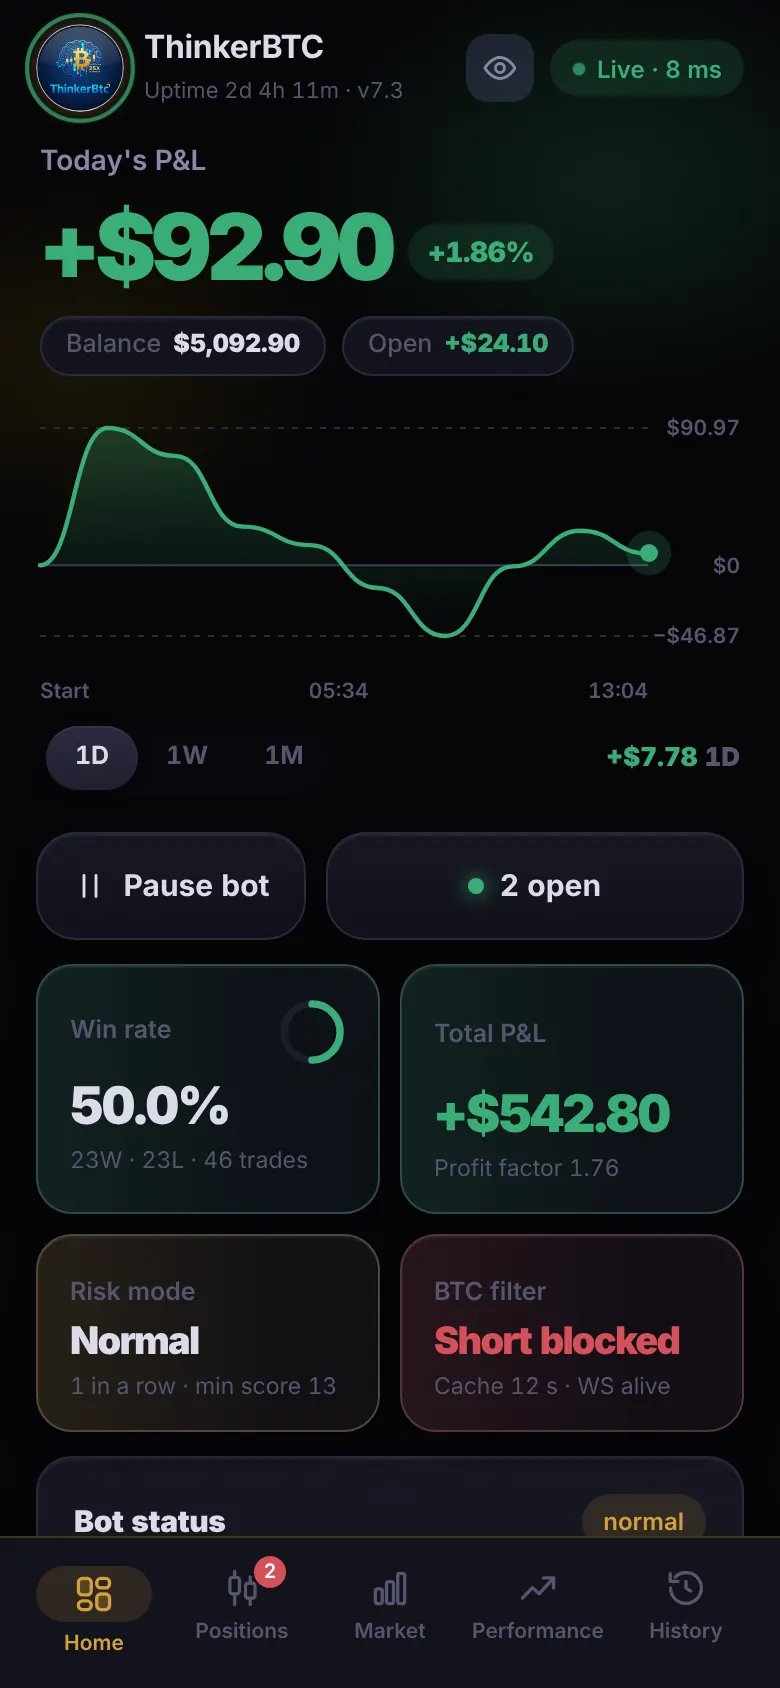 ThinkerBTC
Uptime 2d 4h 11m · v7.3
Live · 8 ms
25X
ThinkerBtc
Today's P&L
+$92.90
+1.86%
Balance $5,092.90
Open +$24.10
$90.97
$0
−$46.87
Start 05:34 13:04
1D 1W 1M
+$7.78 1D
Pause bot
2 open
Win rate
50.0%
23W · 23L · 46 trades
Total P&L
+$542.80
Profit factor 1.76
Risk mode
Normal
1 in a row · min score 13
BTC filter
Short blocked
Cache 12 s · WS alive
Bot status
normal
2
Home Positions Market Performance History